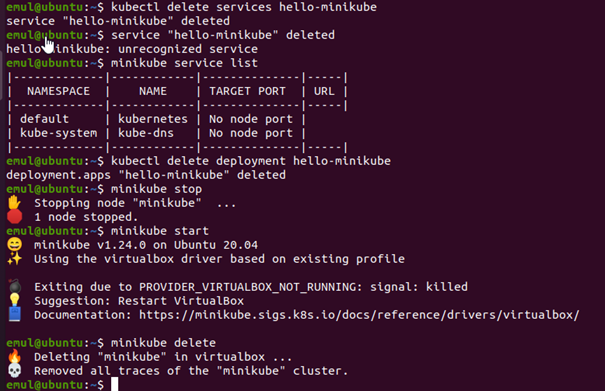 emul@ubuntu:~$ kubectl delete services hello-minikube
service "hello-minikube" deleted
emul@ubuntu:~$ service "hello-minikube" deleted
hello-minikube: unrecognized service
emul@ubuntu:~$ minikube service list
|-------------|------------|--------------|-----|
|  NAMESPACE  |    NAME    | TARGET PORT  | URL |
|-------------|------------|--------------|-----|
| default     | kubernetes | No node port |
| kube-system | kube-dns   | No node port |
|-------------|------------|--------------|-----|
emul@ubuntu:~$ kubectl delete deployment hello-minikube
deployment.apps "hello-minikube" deleted
emul@ubuntu:~$ minikube stop
✋  Stopping node "minikube"  ...
🛑  1 node stopped.
emul@ubuntu:~$ minikube start
😄  minikube v1.24.0 on Ubuntu 20.04
✨  Using the virtualbox driver based on existing profile
💣  Exiting due to PROVIDER_VIRTUALBOX_NOT_RUNNING: signal: killed
💡  Suggestion: Restart VirtualBox
📘  Documentation: https://minikube.sigs.k8s.io/docs/reference/drivers/virtualbox/
emul@ubuntu:~$ minikube delete
🔥  Deleting "minikube" in virtualbox ...
💀  Removed all traces of the "minikube" cluster.
emul@ubuntu:~$